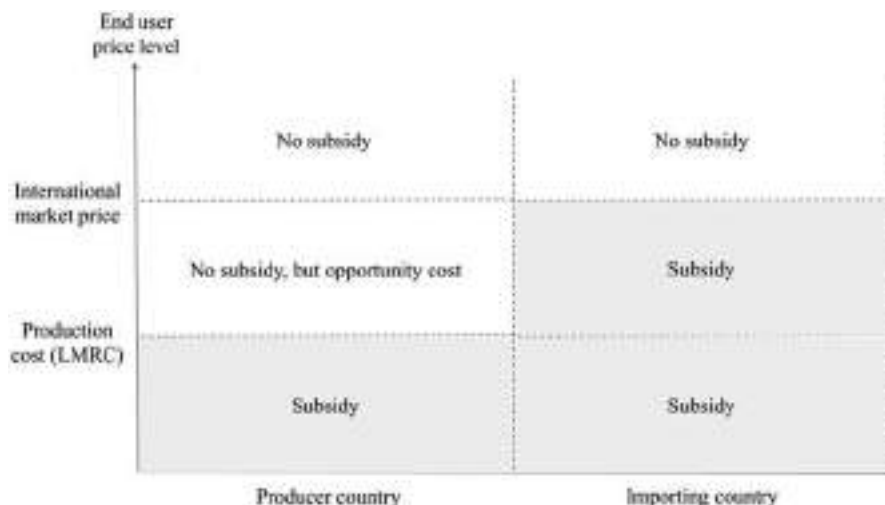 End user
price level
No subsidy
No subsidy
International
market price
No subsidy, but opportunity cost
Subsidy
Production
cost (LMRC)
Subsidy
Subsidy
Producer country
Importing country